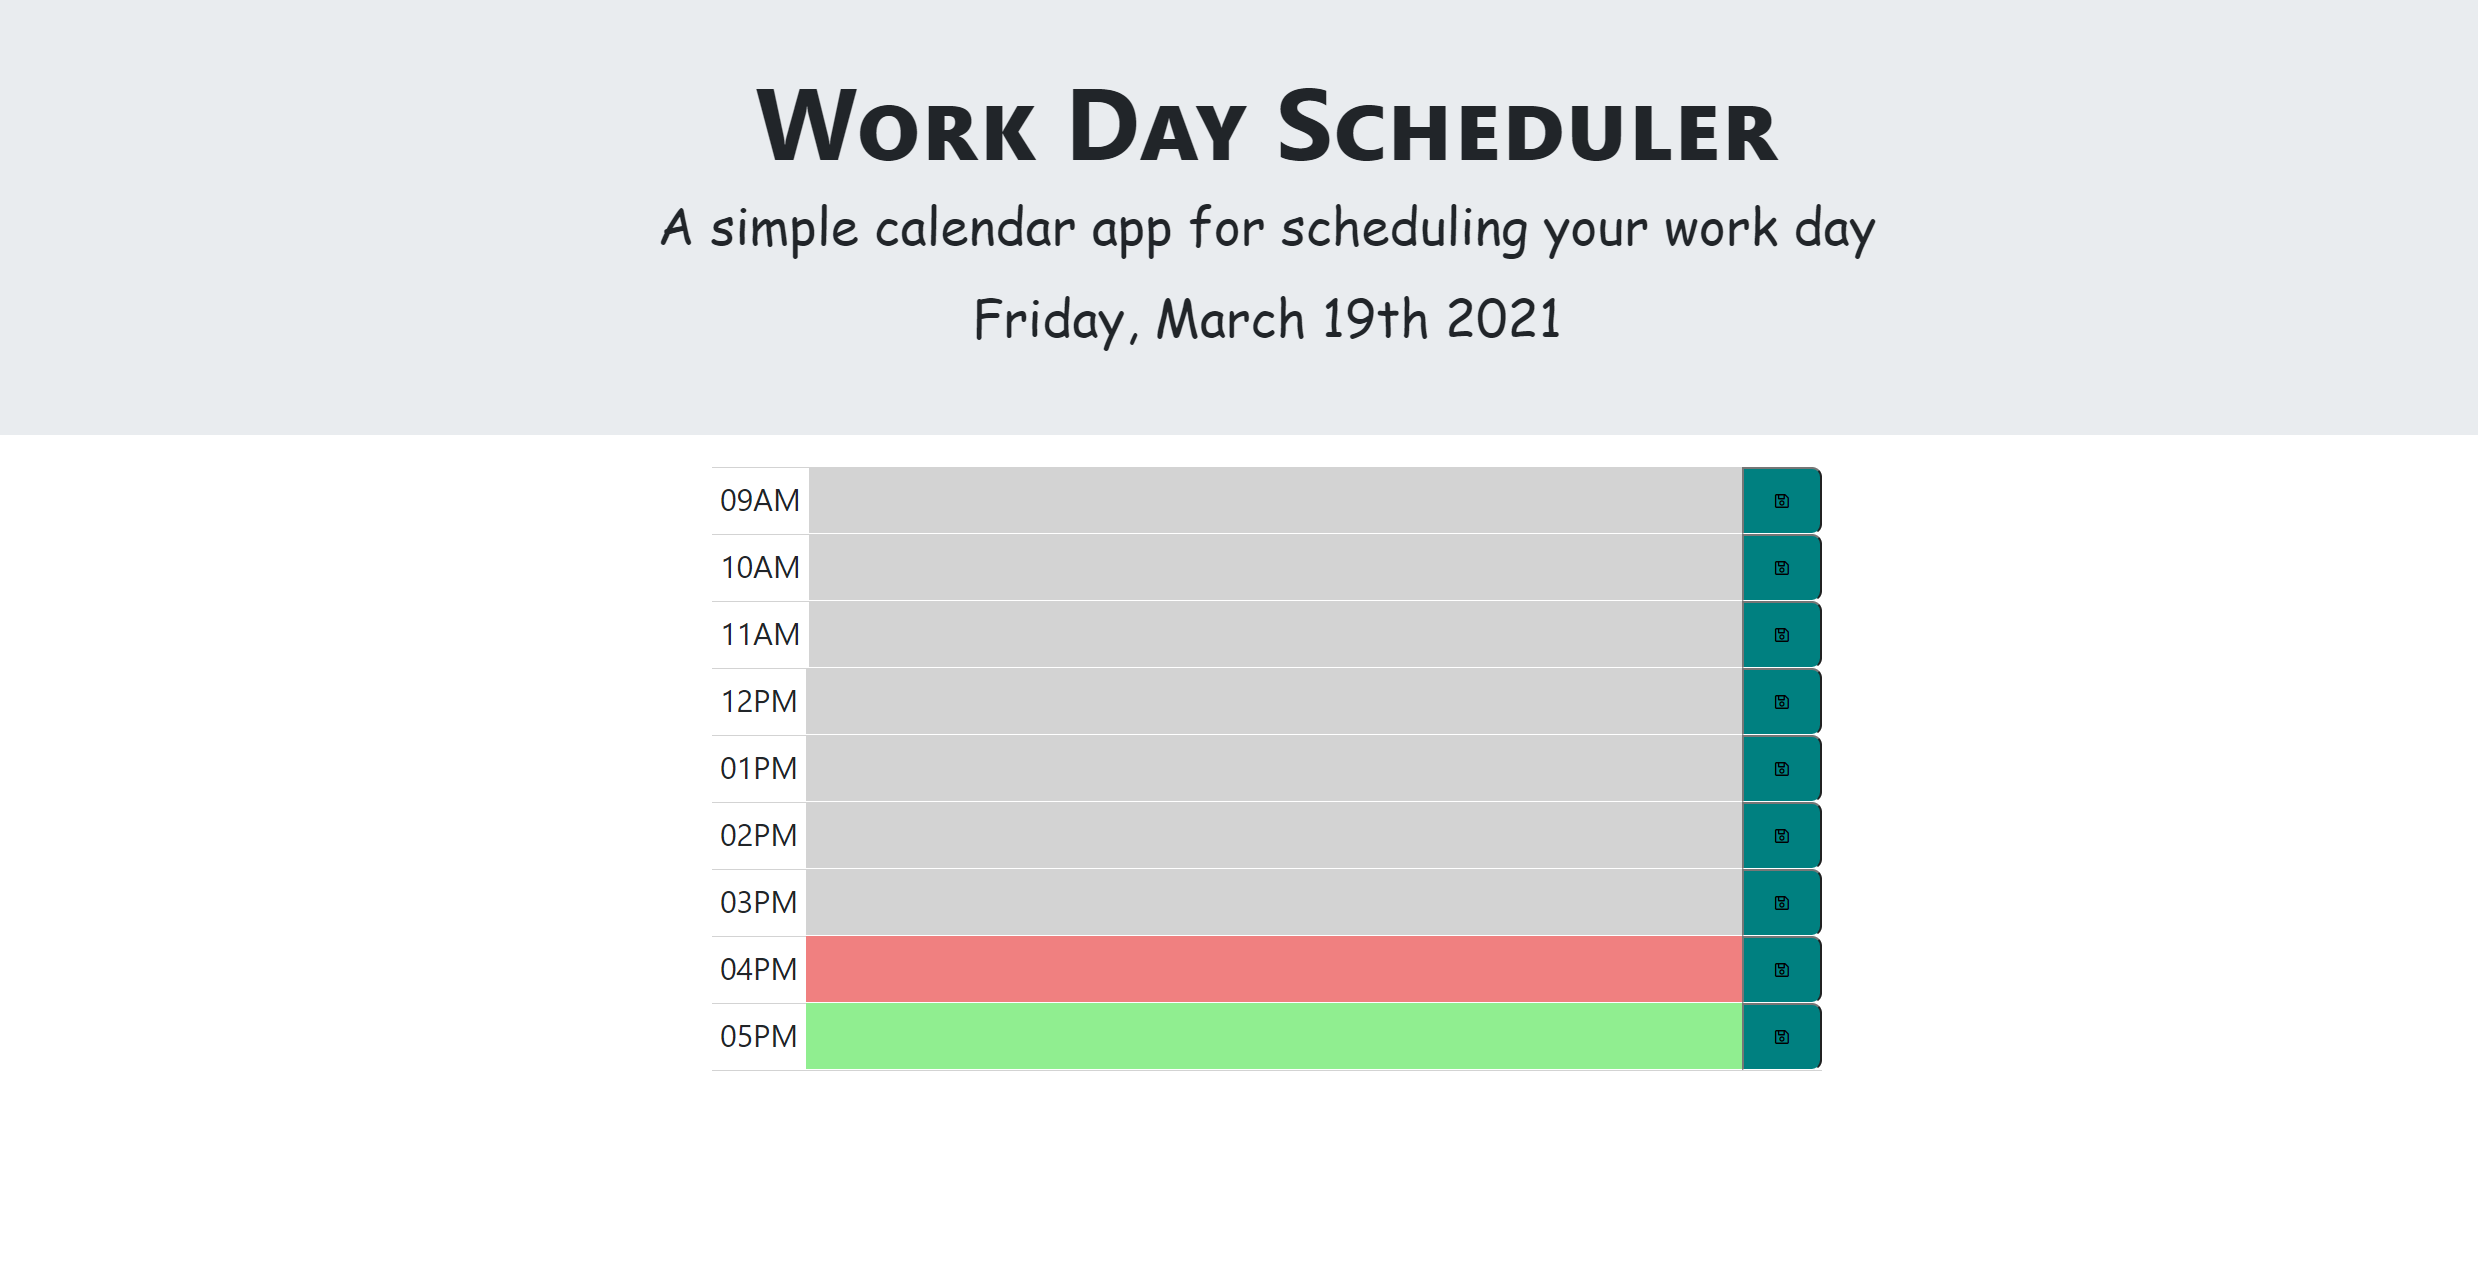 Work Day Scheduler
A simple calendar app for scheduling your work day
Friday, March 19th 2021
09AM
10AM
11AM
12PM
01PM
02PM
03PM
04PM
05PM